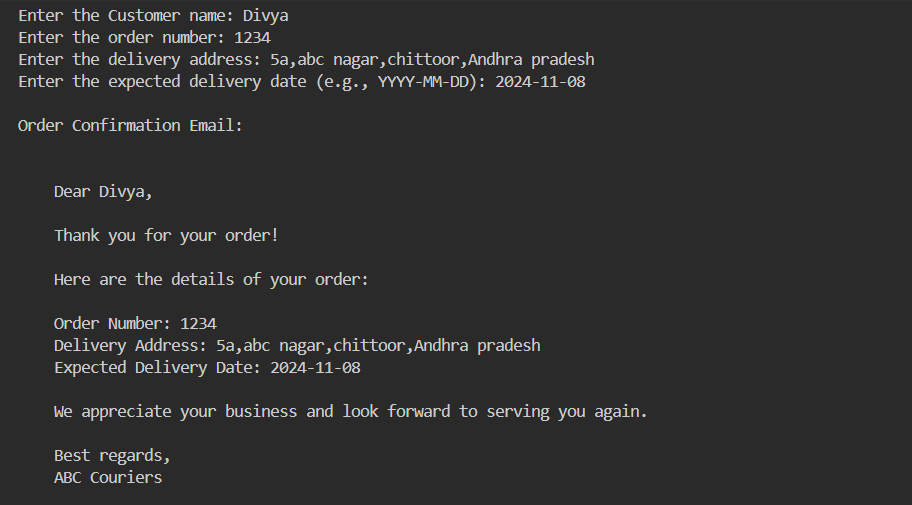 Enter the Customer name: Divya
Enter the order number: 1234
Enter the delivery address: 5a,abc nagar,chittoor,Andhra pradesh
Enter the expected delivery date (e.g., YYYY-MM-DD): 2024-11-08
Order Confirmation Email:
Dear Divya,
Thank you for your order!
Here are the details of your order:
Order Number: 1234
Delivery Address: 5a,abc nagar,chittoor,Andhra pradesh
Expected Delivery Date: 2024-11-08
We appreciate your business and look forward to serving you again.
Best regards,
ABC Couriers